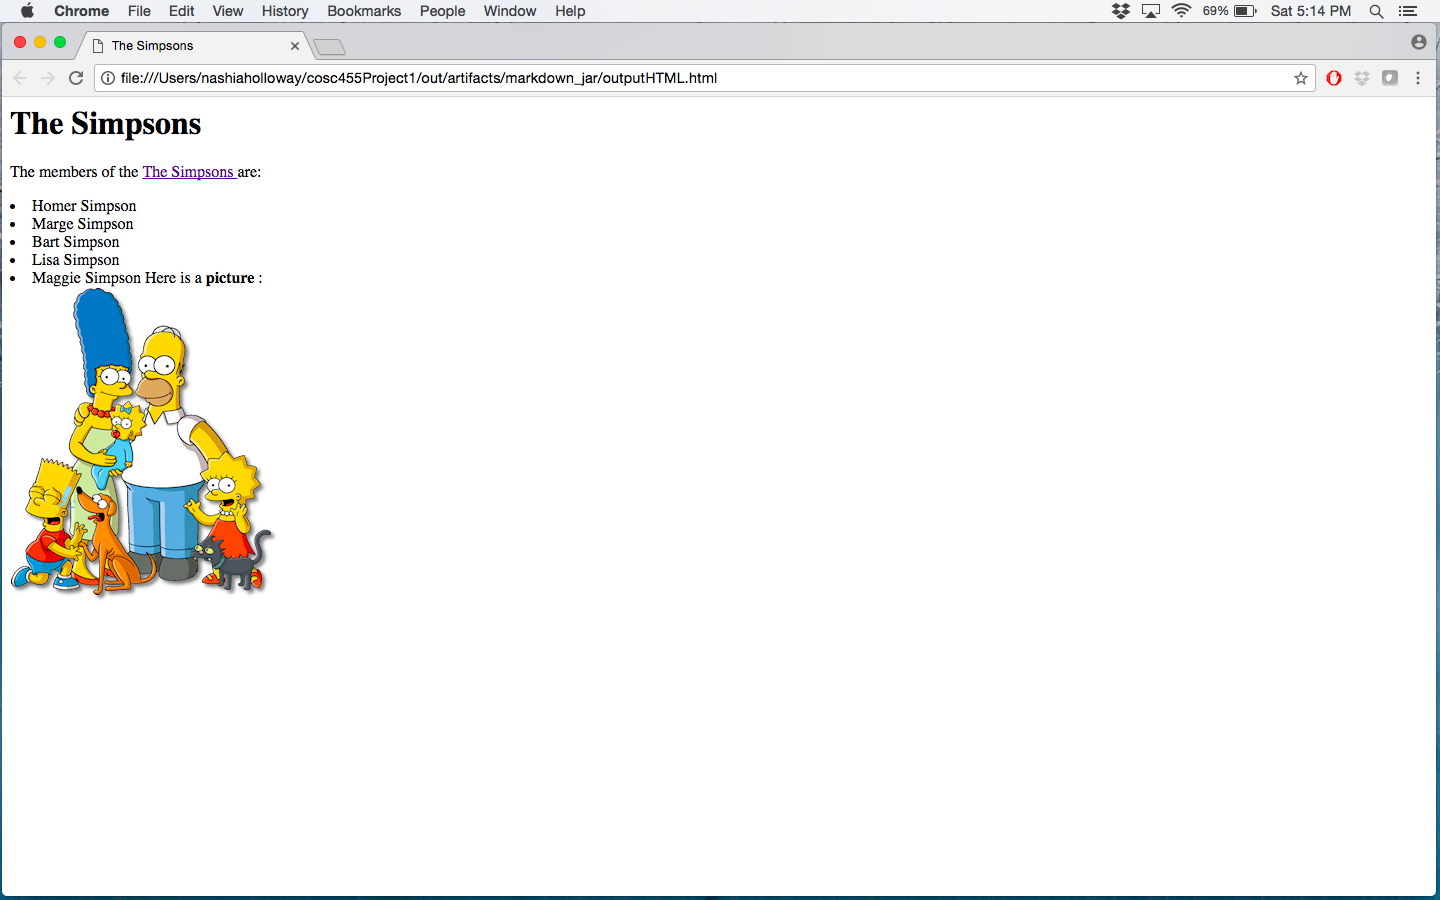 Chrome File Edit View History Bookmarks People Window Help 69% Sat 5:14 PM
The Simpsons
file:///Users/nashiaholloway/cosc455Project1/out/artifacts/markdown_jar/outputHTML.html
The Simpsons
The members of the The Simpsons are:
Homer Simpson
Marge Simpson
Bart Simpson
Lisa Simpson
Maggie Simpson Here is a picture :